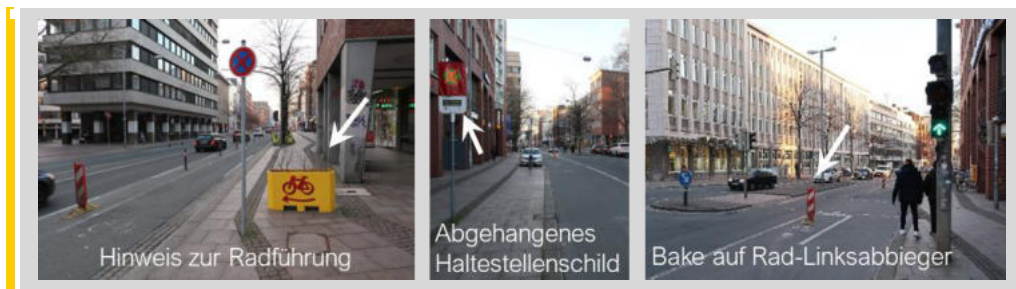 Hinweis zur Radführung
Abgehangenes
Haltestellenschild
Bake auf Rad-Linksabbieger